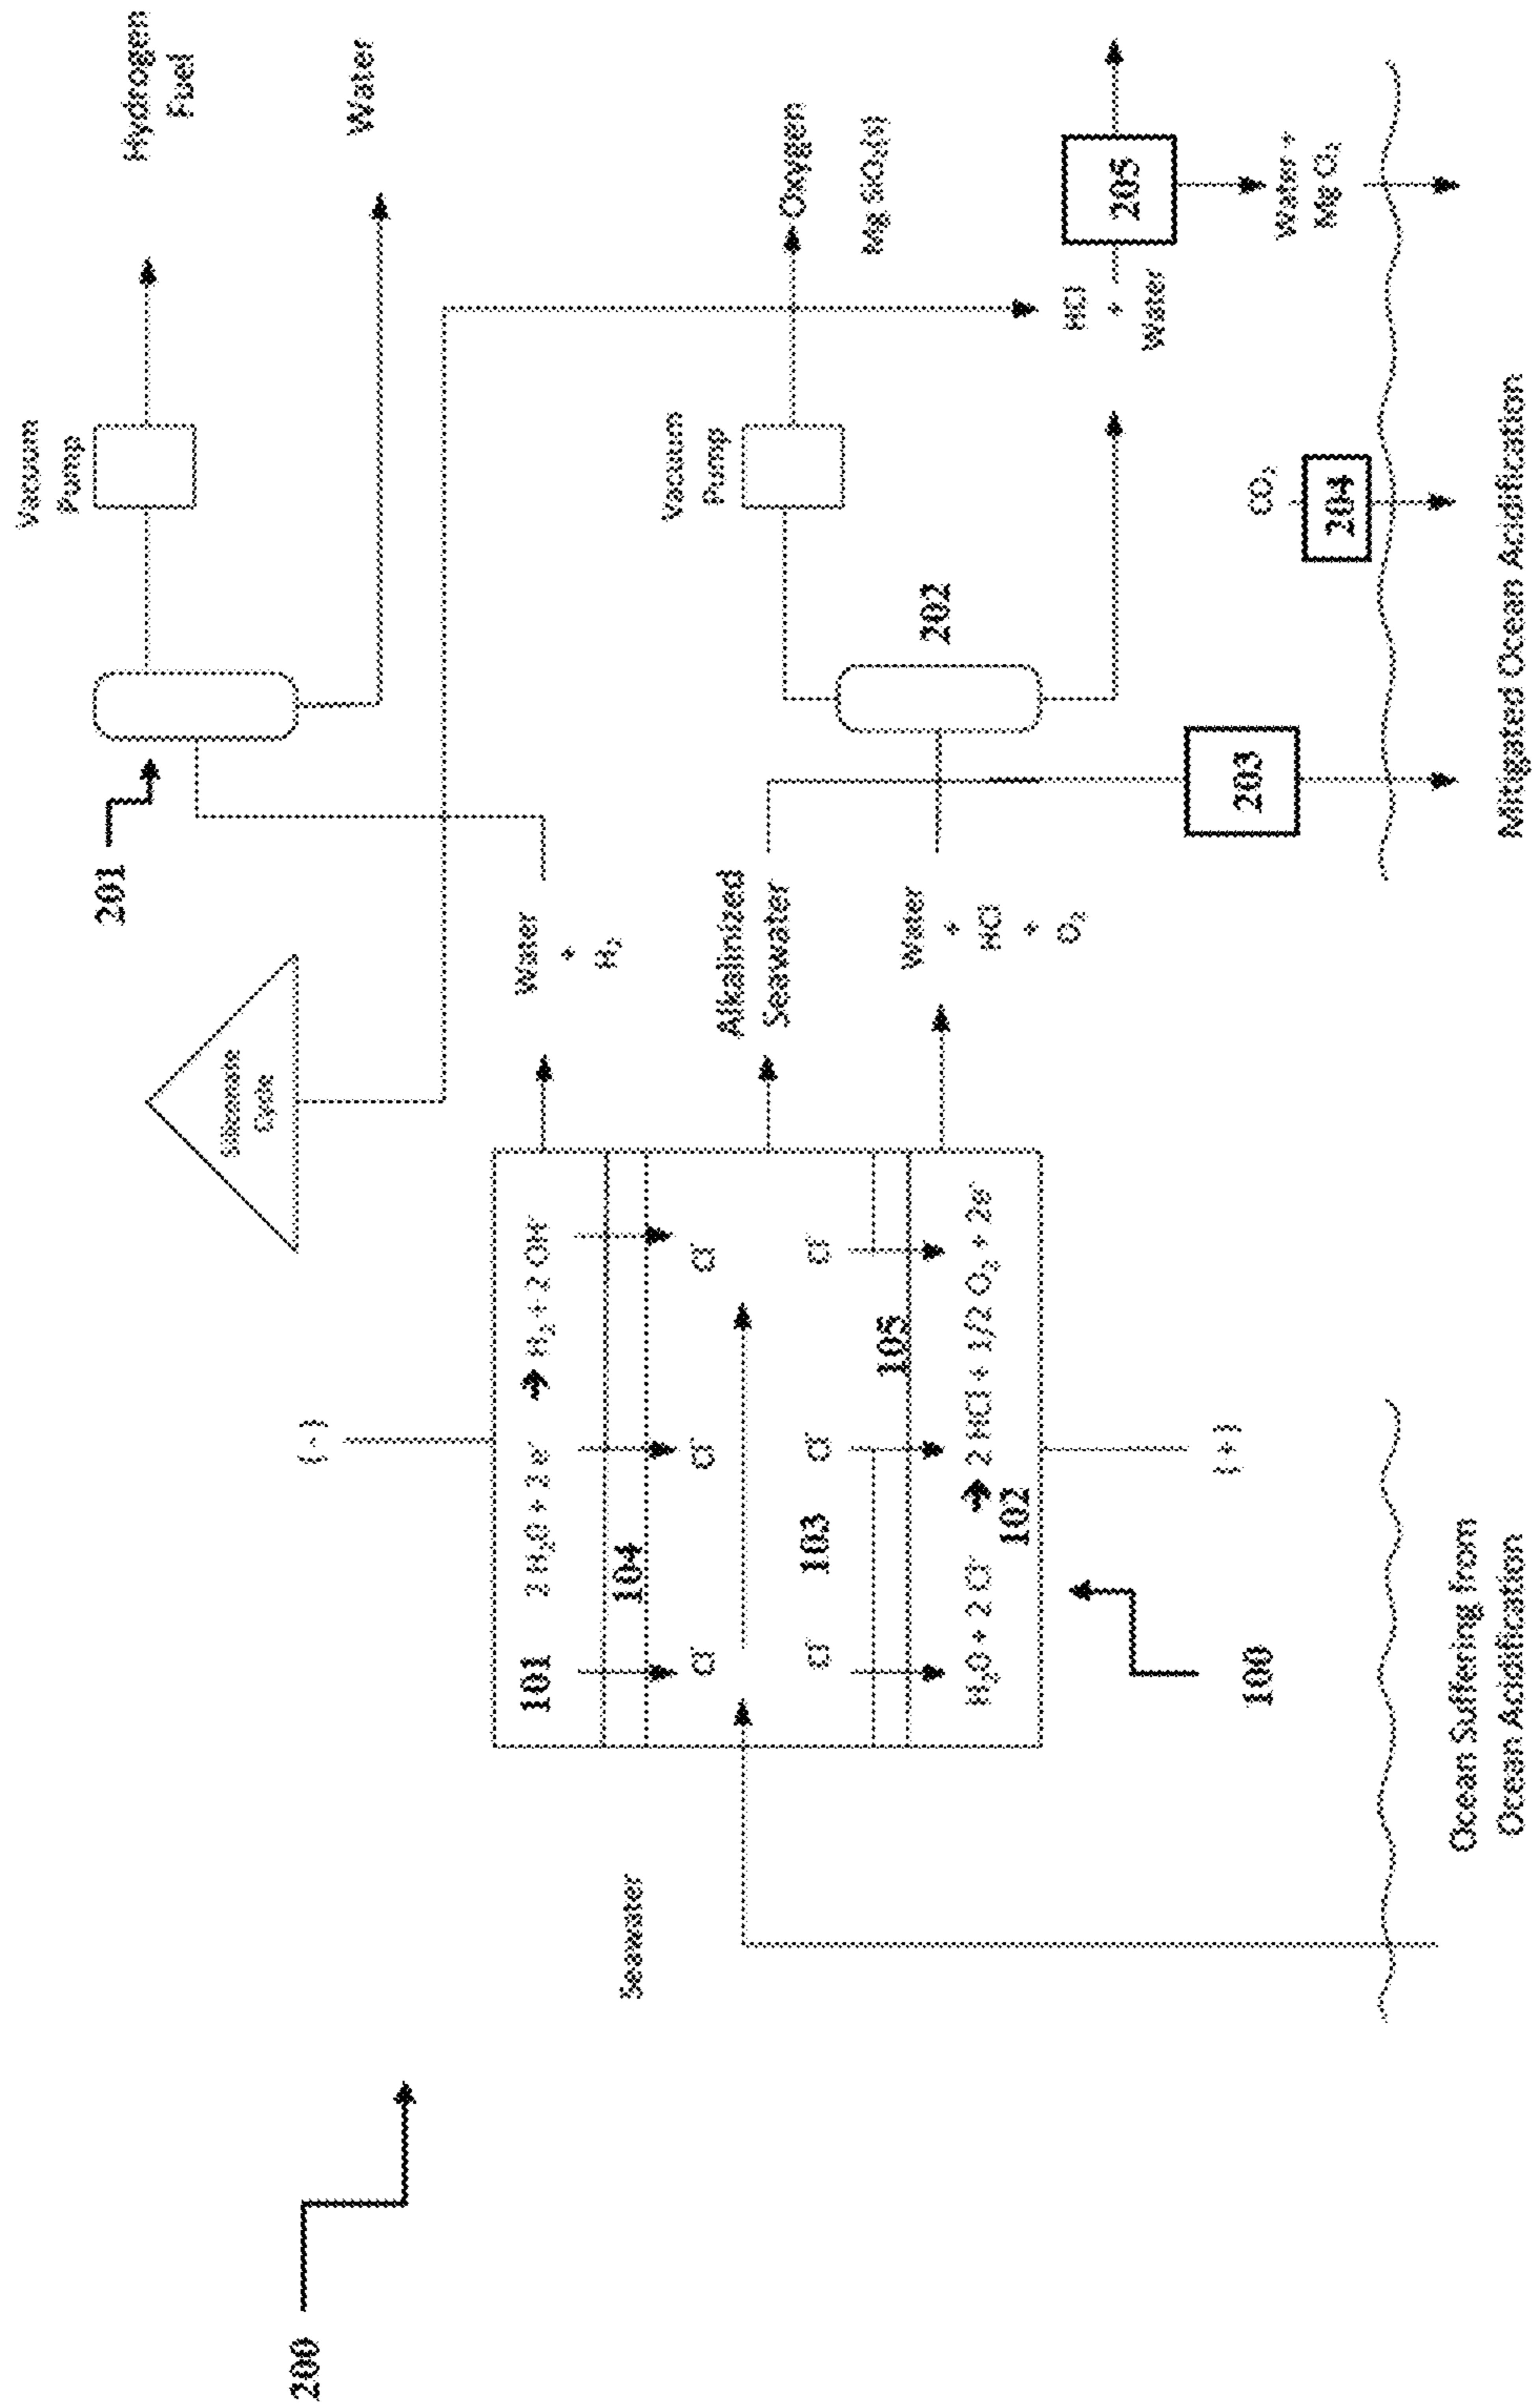 200
Seawater
Ocean Suffering from
Ocean Acidification
(-)
101
2 H₂O + 2e⁻ → H₂ + 2 OH⁻
104
Cl⁻ Cl⁻ Cl⁻
103
Cl⁻ Cl⁻ Cl⁻
105
H₂O + 2 Cl⁻ → 2 HCl + 1/2 O₂ + 2e⁻
102
(+)
100
Cycle
201
Water
+
H₂
Alkalinized
Seawater
Water
+
HCl
+
O₂
Vacuum
Pump
Hydrogen
Fuel
Water
Vacuum
Pump
Oxygen
Mg
202
HCl
+
Water
205
Water +
Mg Cl₂
203
CO₂
204
Mitigated Ocean Acidification